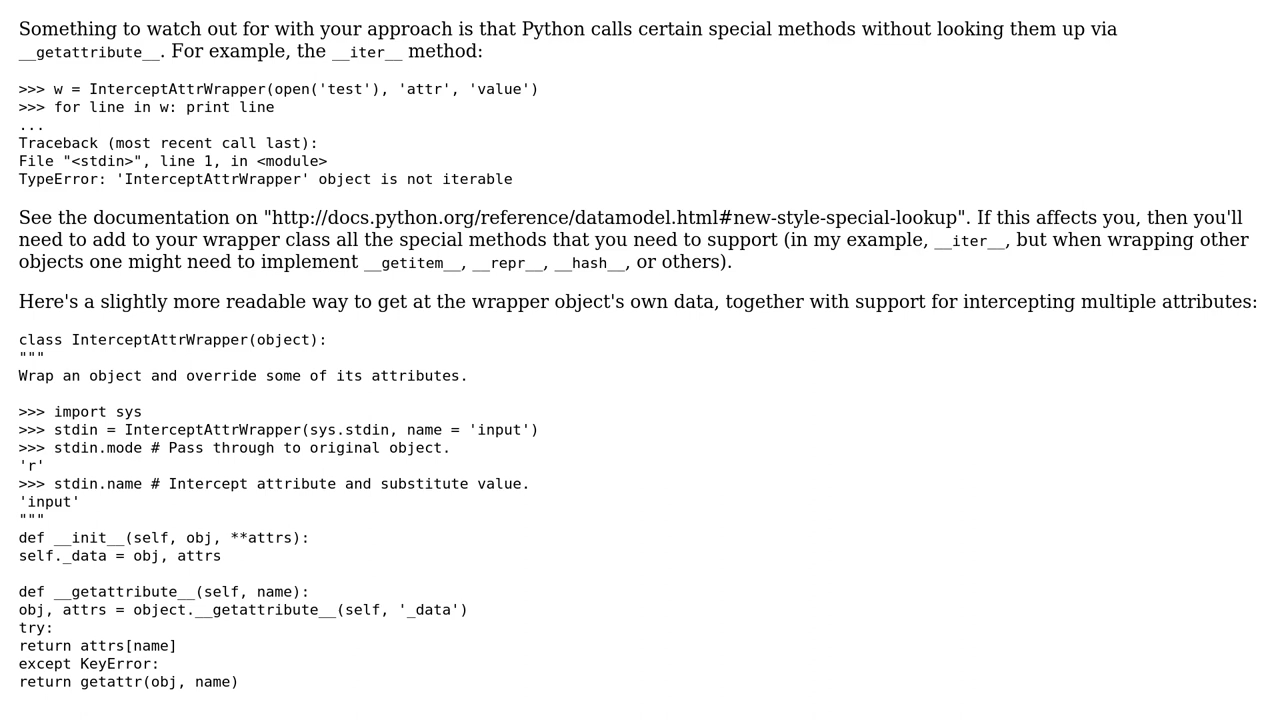 Something to watch out for with your approach is that Python calls certain special methods without looking them up via
__getattribute__. For example, the __iter__ method:
>>> w = InterceptAttrWrapper(open('test'), 'attr', 'value')
>>> for line in w: print line
...
Traceback (most recent call last):
File "<stdin>", line 1, in <module>
TypeError: 'InterceptAttrWrapper' object is not iterable
See the documentation on "http://docs.python.org/reference/datamodel.html#new-style-special-lookup". If this affects you, then you'll
need to add to your wrapper class all the special methods that you need to support (in my example, __iter__, but when wrapping other
objects one might need to implement __getitem__, __repr__, __hash__, or others).
Here's a slightly more readable way to get at the wrapper object's own data, together with support for intercepting multiple attributes:
class InterceptAttrWrapper(object):
"""
Wrap an object and override some of its attributes.
>>> import sys
>>> stdin = InterceptAttrWrapper(sys.stdin, name = 'input')
>>> stdin.mode # Pass through to original object.
'r'
>>> stdin.name # Intercept attribute and substitute value.
'input'
"""
def __init__(self, obj, **attrs):
self._data = obj, attrs
def __getattribute__(self, name):
obj, attrs = object.__getattribute__(self, '_data')
try:
return attrs[name]
except KeyError:
return getattr(obj, name)